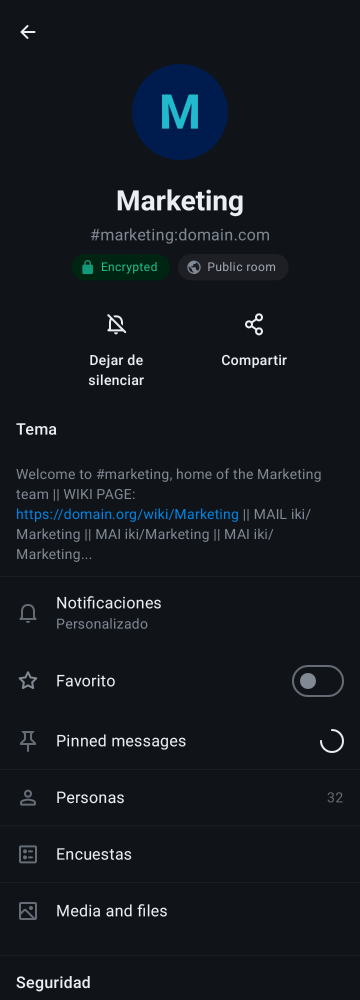 M
Marketing
#marketing:domain.com
Encrypted
Public room
Dejar de
silenciar
Compartir
Tema
Welcome to #marketing, home of the Marketing
team || WIKI PAGE:
https://domain.org/wiki/Marketing || MAIL iki/
Marketing || MAI iki/Marketing || MAI iki/
Marketing...
Notificaciones
Personalizado
Favorito
Pinned messages
Personas
32
Encuestas
Media and files
Seguridad